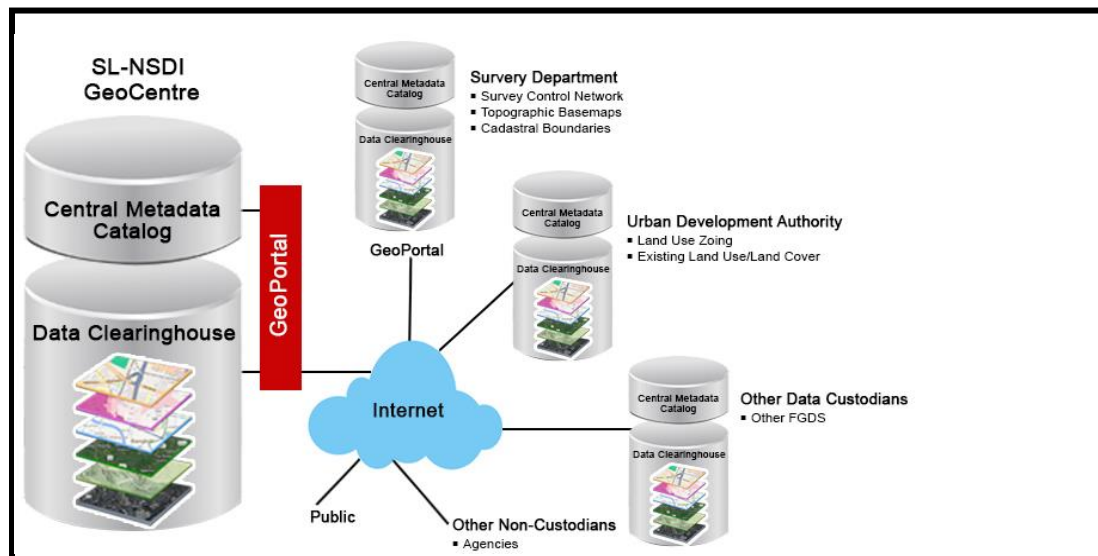 SL-NSDI
GeoCentre
Central Metadata
Catalog
Data Clearinghouse
GeoPortal
Central Metadata
Catalog
Data Clearinghouse
Survery Department
▪ Survey Control Network
▪ Topographic Basemaps
▪ Cadastral Boundaries
GeoPortal
Central Metadata
Catalog
Data Clearinghouse
Urban Development Authority
▪ Land Use Zoing
▪ Existing Land Use/Land Cover
Internet
Central Metadata
Catalog
Data Clearinghouse
Other Data Custodians
▪ Other FGDS
Public
Other Non-Custodians
▪ Agencies